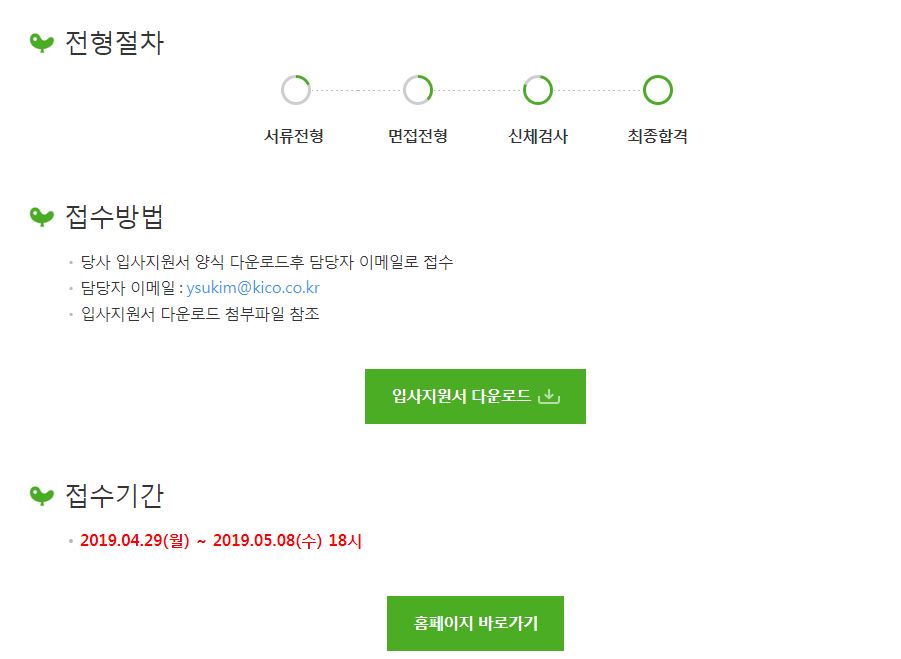 전형절차
서류전형 면접전형 신체검사 최종합격
접수방법
당사 입사지원서 양식 다운로드후 담당자 이메일로 접수
담당자 이메일 : ysukim@kico.co.kr
입사지원서 다운로드 첨부파일 참조
입사지원서 다운로드
접수기간
2019.04.29(월) ~ 2019.05.08(수) 18시
홈페이지 바로가기